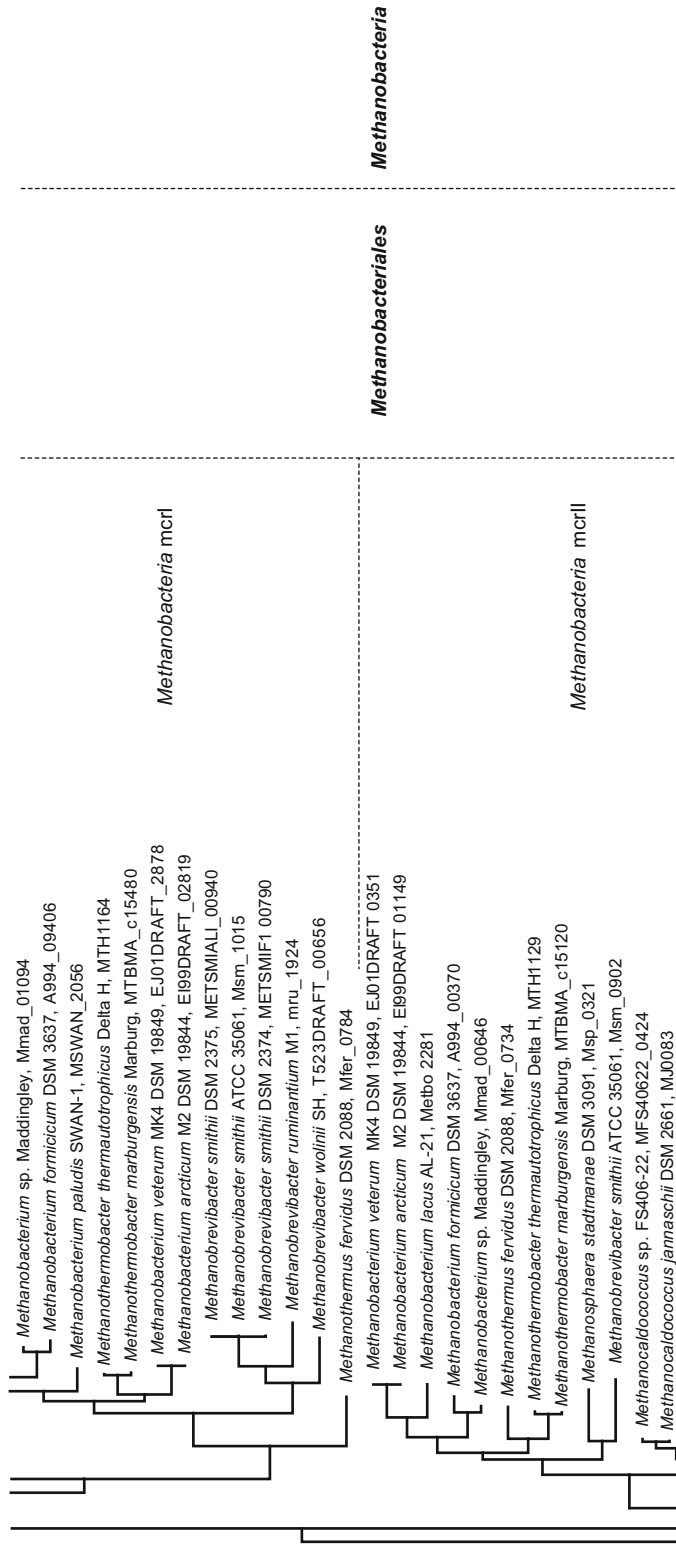 Methanobacterium sp. Maddingley, Mmad_01094
Methanobacterium formicicum DSM 3637, A994_09406
Methanobacterium paludis SWAN-1, MSWAN_2056
Methanothermobacter thermautotrophicus Delta H, MTH1164
Methanothermobacter marburgensis Marburg, MTBMA_c15480
Methanobacterium veterum MK4 DSM 19849, EJ01DRAFT_2878
Methanobacterium arcticum M2 DSM 19844, EI99DRAFT_02819
Methanobrevibacter smithii DSM 2375, METSMIALI_00940
Methanobrevibacter smithii ATCC 35061, Msm_1015
Methanobrevibacter smithii DSM 2374, METSMIF1 00790
Methanobrevibacter ruminantium M1, mru_1924
Methanobrevibacter wolinii SH, T523DRAFT_00656
Methanothermus fervidus DSM 2088, Mfer_0784
Methanobacterium veterum MK4 DSM 19849, EJ01DRAFT 0351
Methanobacterium arcticum M2 DSM 19844, EI99DRAFT 01149
Methanobacterium lacus AL-21, Metbo 2281
Methanobacterium formicicum DSM 3637, A994_00370
Methanobacterium sp. Maddingley, Mmad_00646
Methanothermus fervidus DSM 2088, Mfer_0734
Methanothermobacter thermautotrophicus Delta H, MTH1129
Methanothermobacter marburgensis Marburg, MTBMA_c15120
Methanosphaera stadtmanae DSM 3091, Msp_0321
Methanobrevibacter smithii ATCC 35061, Msm_0902
Methanocaldococcus sp. FS406-22, MFS40622_0424
Methanocaldococcus jannaschii DSM 2661, MJ0083
Methanobacteria mcrI
Methanobacteria mcrII
Methanobacteriales
Methanobacteria